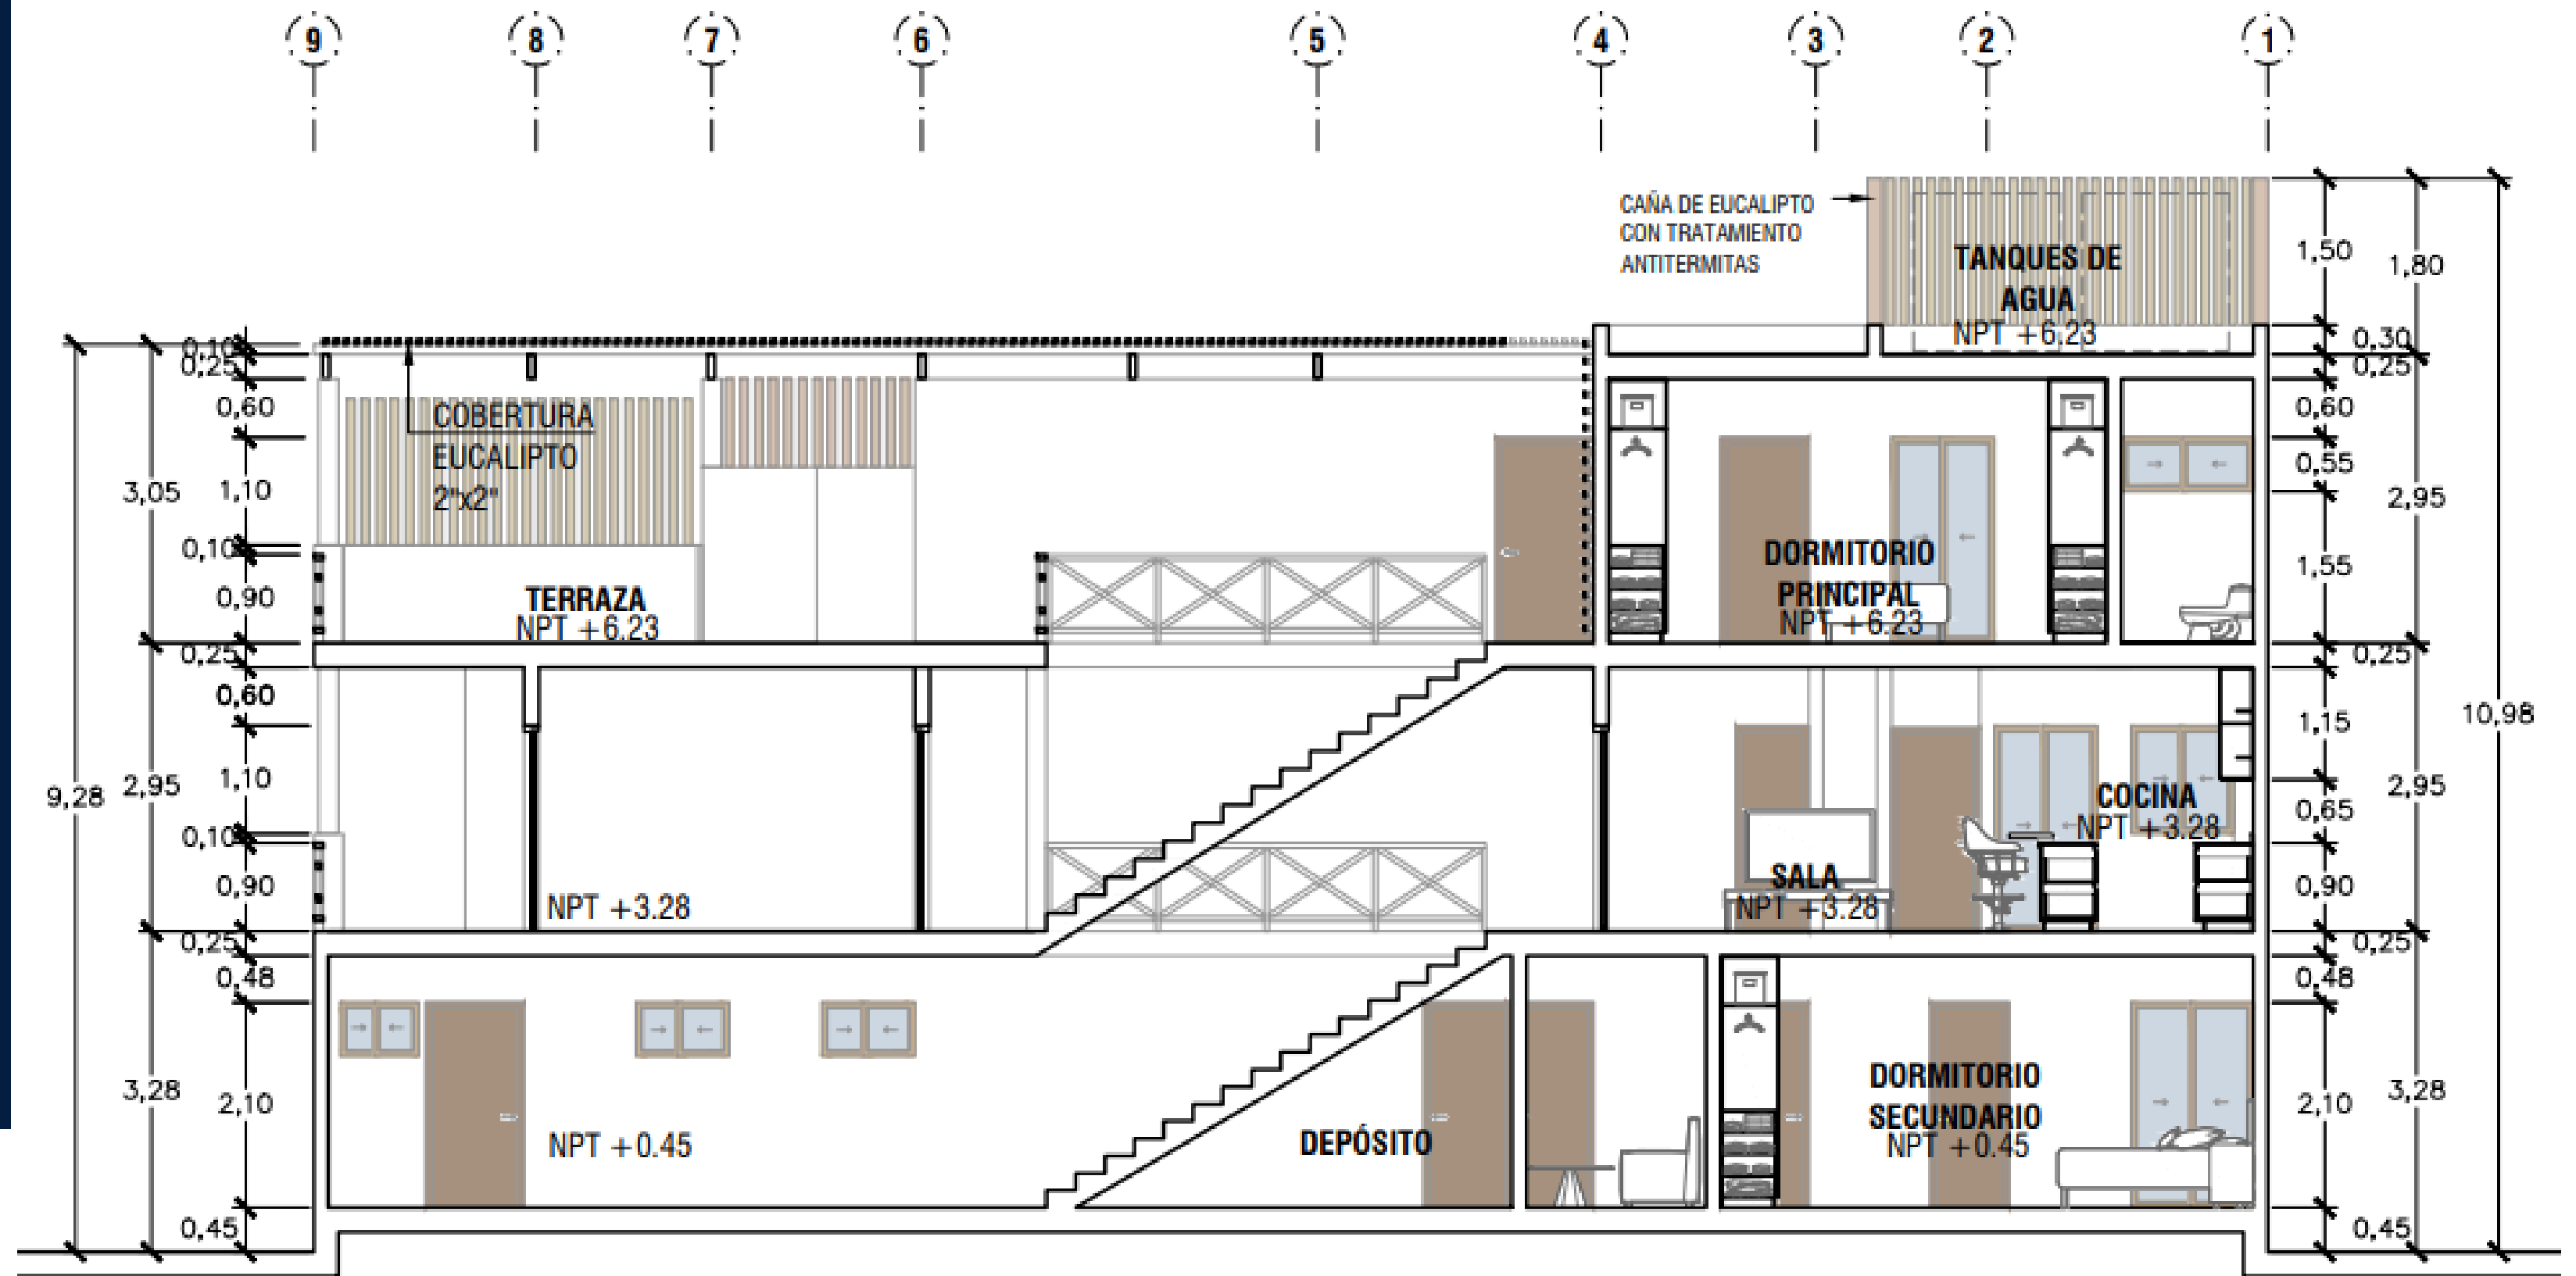 9 8 7 6 5 4 3 2 1
CAÑA DE EUCALIPTO
CON TRATAMIENTO
ANTITERMITAS
TANQUES DE
AGUA
NPT +6.23
1,50
1,80
0,30
0,25
0,60
0,55
2,95
1,55
0,25
1,15
10,98
2,95
0,65
0,90
0,25
0,48
2,10
3,28
0,45
0,10
0,25
0,60
3,05
1,10
0,10
0,90
0,25
0,60
9,28
2,95
1,10
0,10
0,90
0,25
0,48
3,28
2,10
0,45
COBERTURA
EUCALIPTO
2"x2"
TERRAZA
NPT +6.23
DORMITORIO
PRINCIPAL
NPT +6.23
NPT +3.28
SALA
NPT +3.28
COCINA
NPT +3.28
NPT +0.45
DEPÓSITO
DORMITORIO
SECUNDARIO
NPT +0.45